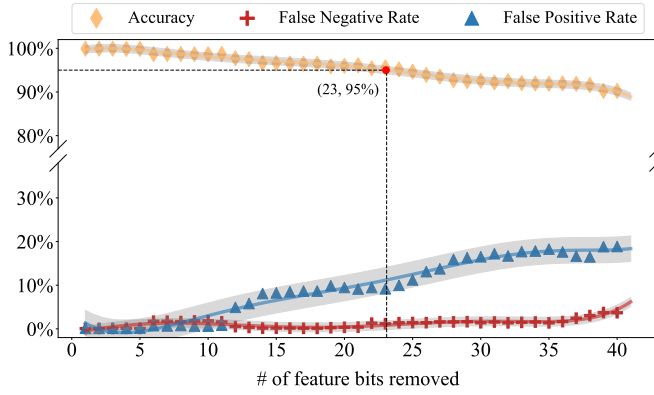 Accuracy False Negative Rate False Positive Rate
100%
90%
(23, 95%)
80%
30%
20%
10%
0%
0 5 10 15 20 25 30 35 40
# of feature bits removed